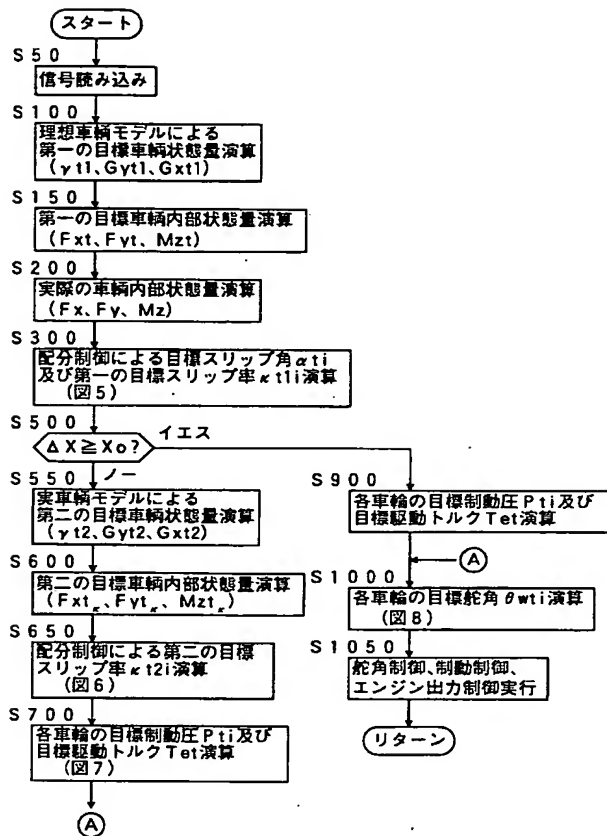 スタート
S50
信号読み込み
S100
理想車輌モデルによる
第一の目標車輌状態量演算
(γt1、Gyt1、Gxt1)
S150
第一の目標車輌内部状態量演算
(Fxt、Fyt、Mzt)
S200
実際の車輌内部状態量演算
(Fx、Fy、Mz)
S300
配分制御による目標スリップ角αti
及び第一の目標スリップ率κt1i演算
(図5)
S500
ΔX≧Xo?
イエス
ノー
S550
実車輌モデルによる
第二の目標車輌状態量演算
(γt2、Gyt2、Gxt2)
S600
第二の目標車輌内部状態量演算
(Fxtκ、Fytκ、Mztκ)
S650
配分制御による第二の目標
スリップ率κt2i演算
(図6)
S700
各車輪の目標制動圧Pti及び
目標駆動トルクTet演算
(図7)
A
S900
各車輪の目標制動圧Pti及び
目標駆動トルクTet演算
A
S1000
各車輪の目標舵角θwti演算
(図8)
S1050
舵角制御、制動制御、
エンジン出力制御実行
リターン